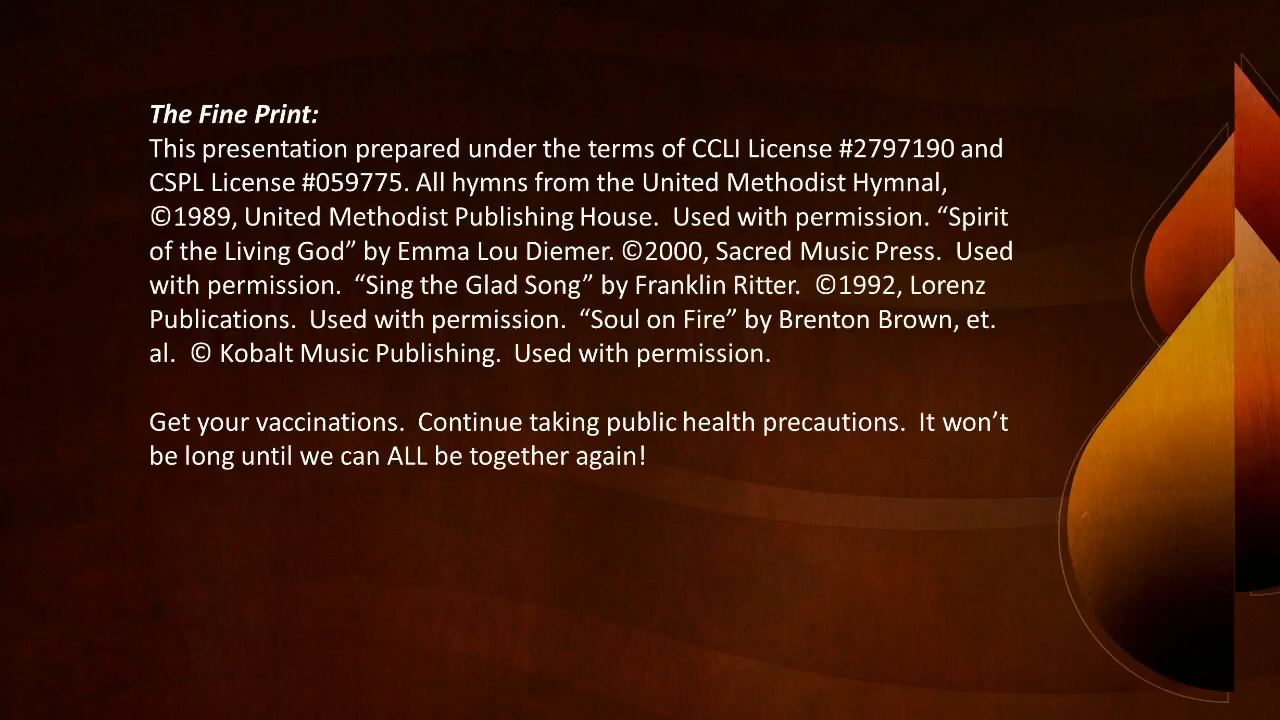 The Fine Print:
This presentation prepared under the terms of CCLI License #2797190 and
CSPL License #059775. All hymns from the United Methodist Hymnal,
©1989, United Methodist Publishing House.  Used with permission. “Spirit
of the Living God” by Emma Lou Diemer. ©2000, Sacred Music Press.  Used
with permission.  “Sing the Glad Song” by Franklin Ritter.  ©1992, Lorenz
Publications.  Used with permission.  “Soul on Fire” by Brenton Brown, et.
al.  © Kobalt Music Publishing.  Used with permission.
Get your vaccinations.  Continue taking public health precautions.  It won’t
be long until we can ALL be together again!